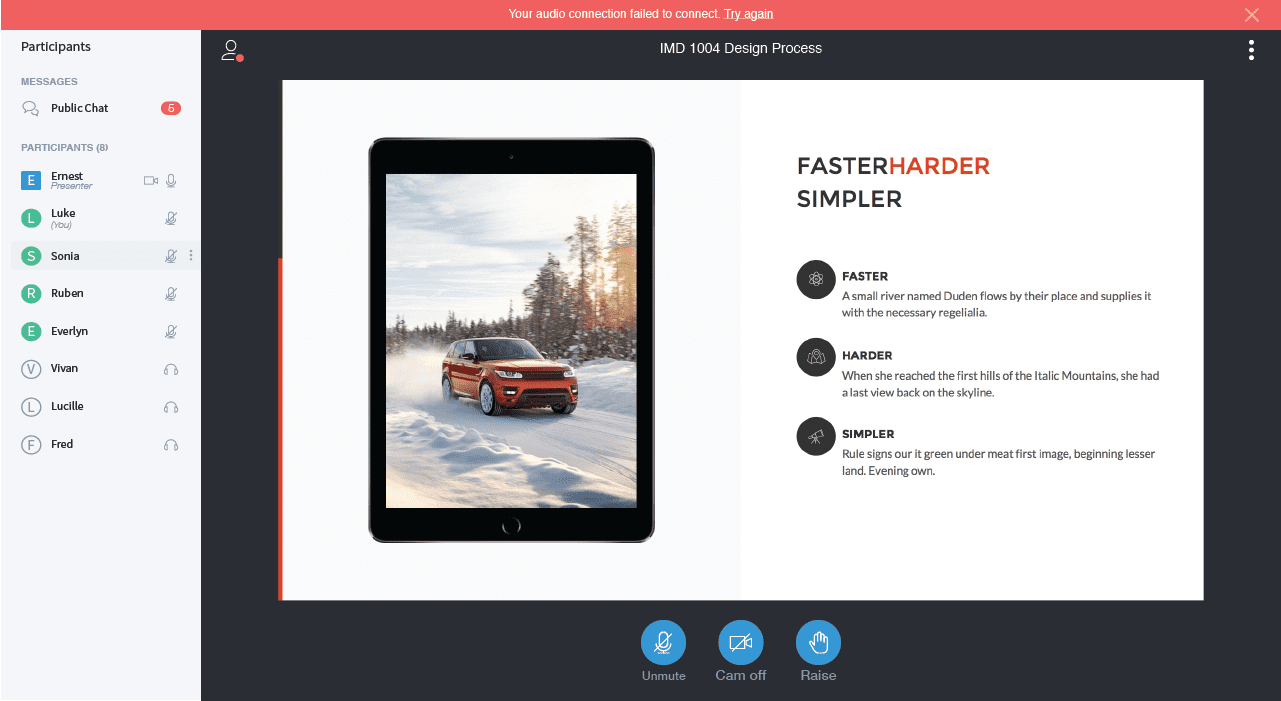 Your audio connection failed to connect. Try again
Participants
IMD 1004 Design Process
MESSAGES
Public Chat 5
PARTICIPANTS (8)
E Ernest
Presenter
L Luke
(You)
S Sonia
R Ruben
E Everlyn
V Vivan
L Lucille
F Fred
FASTERHARDER
SIMPLER
FASTER
A small river named Duden flows by their place and supplies it
with the necessary regelialia.
HARDER
When she reached the first hills of the Italic Mountains, she had
a last view back on the skyline.
SIMPLER
Rule signs our it green under meat first image, beginning lesser
land. Evening own.
Unmute
Cam off
Raise